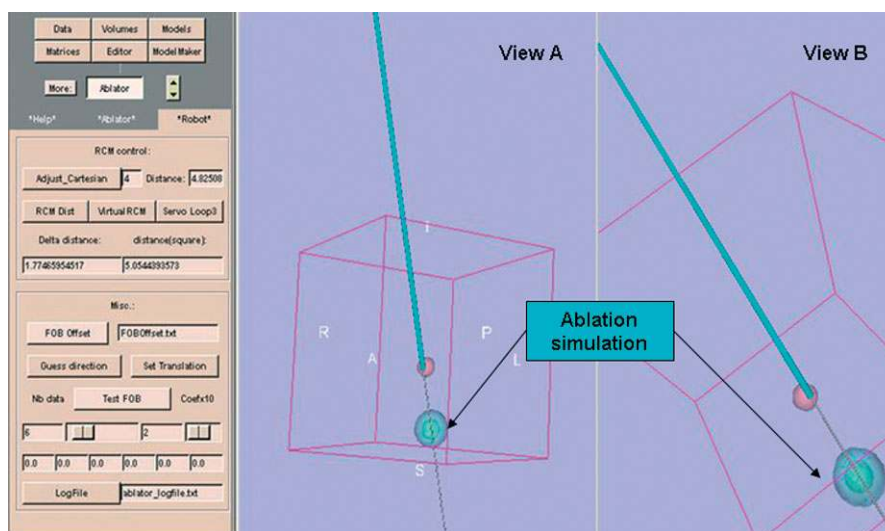 Data Volumes Models
Matrices Editor Model Maker
More: Ablator
*Help* *Ablator* *Robot*
RCM control:
Adjust_Cartesian 4 Distance: 4.82508
RCM Dist Virtual RCM Servo Loop3
Delta distance: distance(square):
1.77465954517 5.0544393573
Misc.:
FOB Offset FOBOffset.txt
Guess direction Set Translation
Nb data Test FOB Coefx10
6 2
0.0 0.0 0.0 0.0 0.0 0.0 0.0
LogFile ablator_logfile.txt
View A
I
R
A
P
L
S
View B
Ablation
simulation